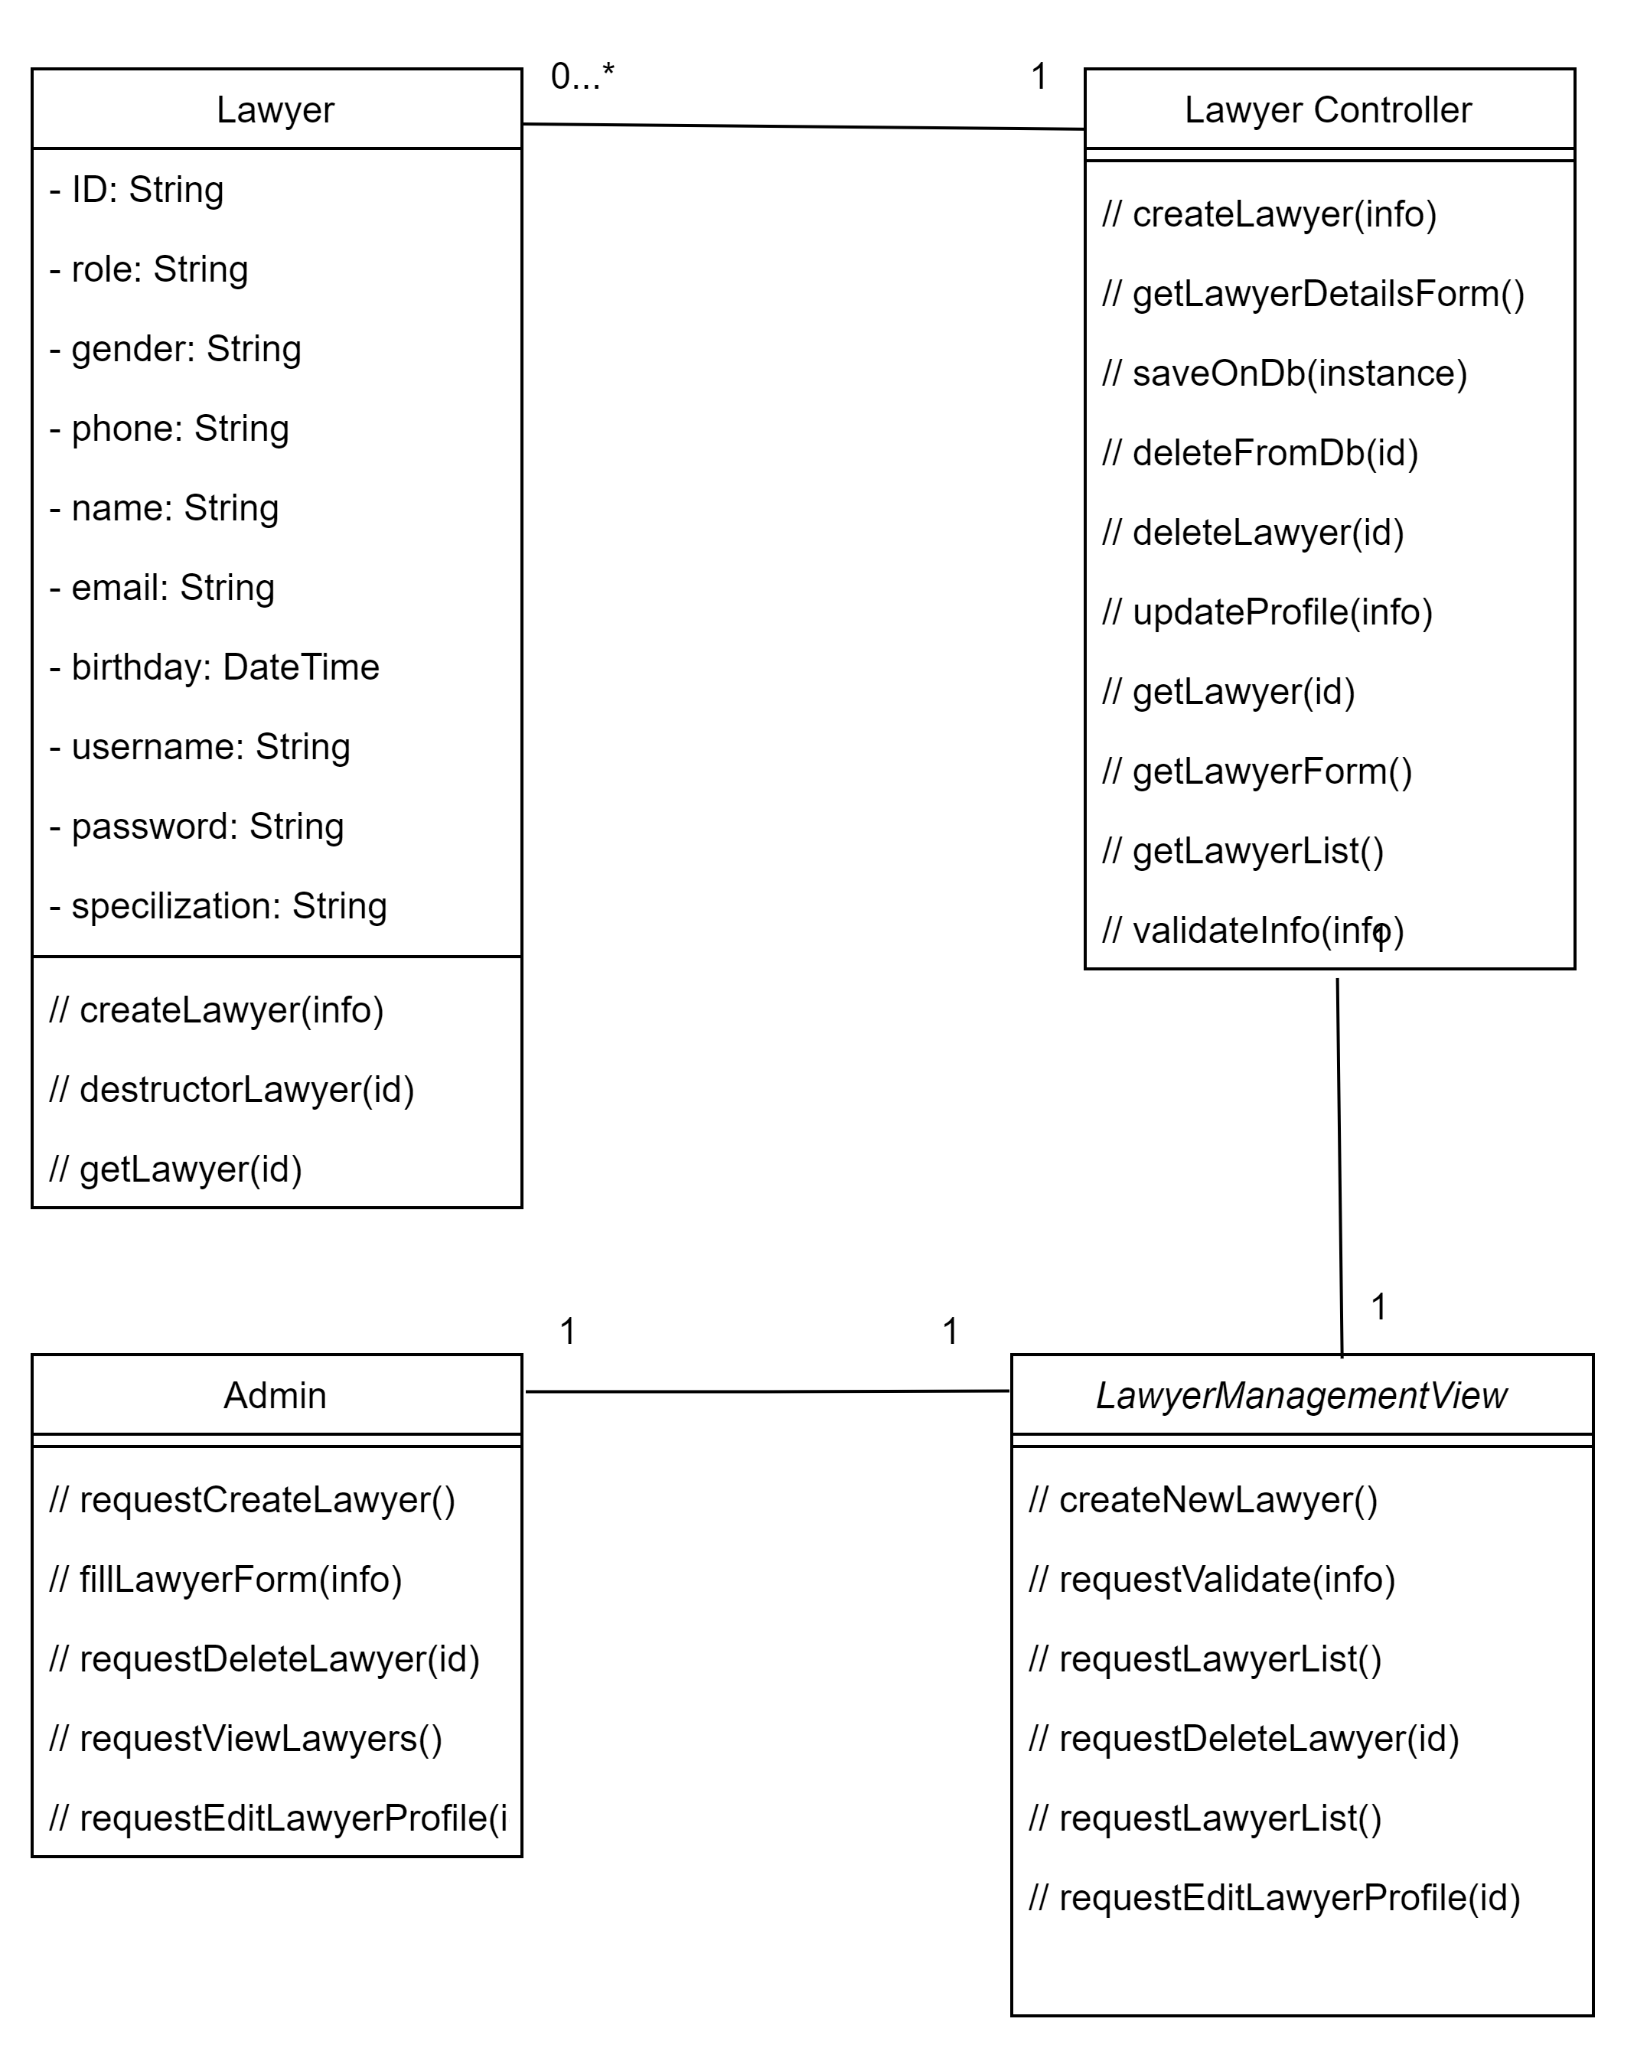 0...*
1
Lawyer
- ID: String
- role: String
- gender: String
- phone: String
- name: String
- email: String
- birthday: DateTime
- username: String
- password: String
- specilization: String
// createLawyer(info)
// destructorLawyer(id)
// getLawyer(id)
Lawyer Controller
// createLawyer(info)
// getLawyerDetailsForm()
// saveOnDb(instance)
// deleteFromDb(id)
// deleteLawyer(id)
// updateProfile(info)
// getLawyer(id)
// getLawyerForm()
// getLawyerList()
// validateInfo(info)
1
1
1
1
Admin
// requestCreateLawyer()
// fillLawyerForm(info)
// requestDeleteLawyer(id)
// requestViewLawyers()
// requestEditLawyerProfile(i
LawyerManagementView
// createNewLawyer()
// requestValidate(info)
// requestLawyerList()
// requestDeleteLawyer(id)
// requestLawyerList()
// requestEditLawyerProfile(id)